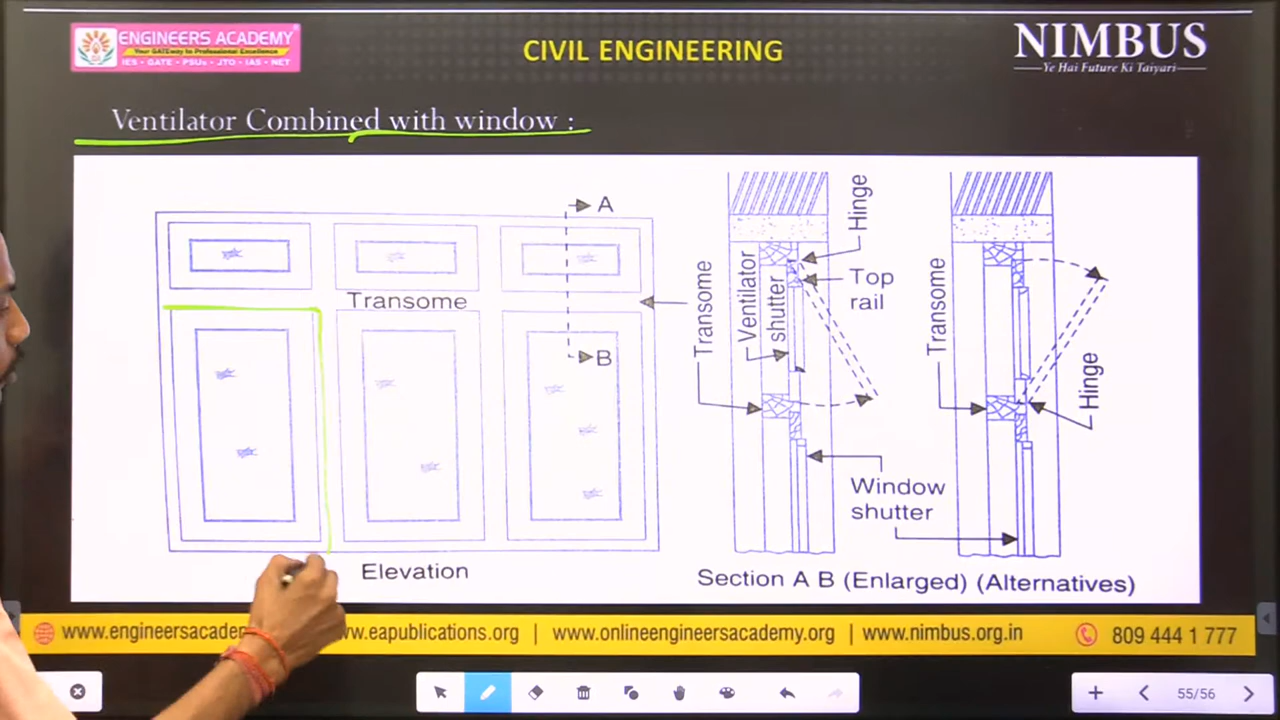 ENGINEERS ACADEMY
Your GATEway to Professional Excellence
IES • GATE • PSUs • JTO • IAS • NET
CIVIL ENGINEERING
NIMBUS
Ye Hai Future Ki Taiyari
Ventilator Combined with window :
A
B
Transome
Elevation
Transome
Ventilator
shutter
Hinge
Top
rail
Transome
Hinge
Window
shutter
Section A B (Enlarged) (Alternatives)
www.engineersacade
www.eapublications.org | www.onlineengineersacademy.org | www.nimbus.org.in
809 444 1 777
55/56